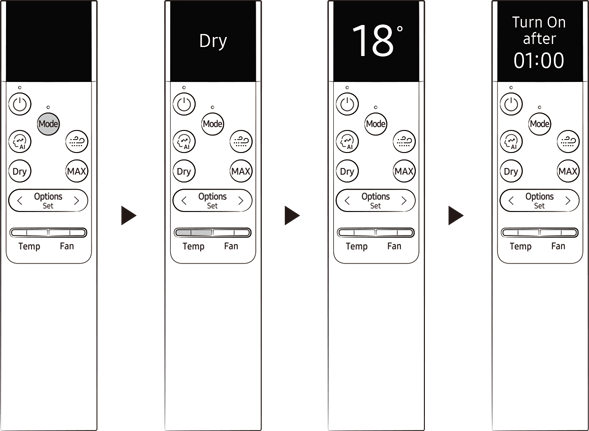 Mode
AI
Dry
MAX
Options
Set
Temp Fan
Dry
Mode
AI
Dry
MAX
Options
Set
Temp Fan
18°
Mode
AI
Dry
MAX
Options
Set
Temp Fan
Turn On
after
01:00
Mode
AI
Dry
MAX
Options
Set
Temp Fan